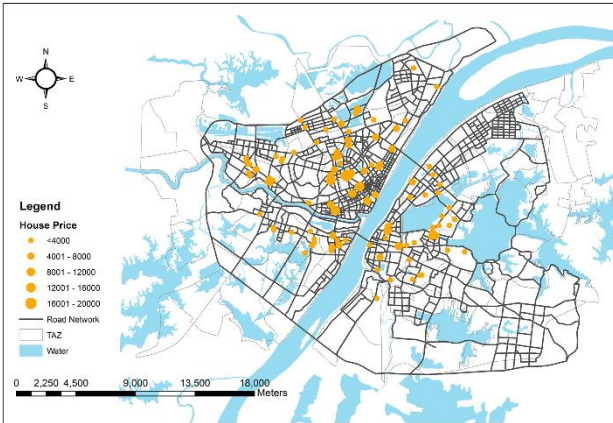 N
W E
S
Legend
House Price
<4000
4001 - 8000
8001 - 12000
12001 - 16000
16001 - 20000
Road Network
TAZ
Water
0 2,250 4,500 9,000 13,500 18,000
Meters